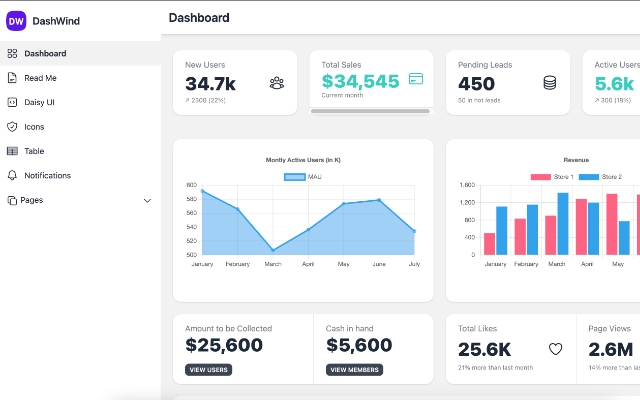 DW DashWind
Dashboard
Read Me
Daisy UI
Icons
Table
Notifications
Pages
Dashboard
New Users
34.7k
↗ 2300 (22%)
Total Sales
$34,545
Current month
Pending Leads
450
50 in hot leads
Active Users
5.6k
↗ 300 (18%)
Montly Active Users (in K)
MAU
600
580
560
540
520
500
January February March April May June July
Revenue
Store 1 Store 2
1,600
1,200
800
400
0
January February March April May
Amount to be Collected
$25,600
VIEW USERS
Cash in hand
$5,600
VIEW MEMBERS
Total Likes
25.6K
21% more than last month
Page Views
2.6M
14% more than las